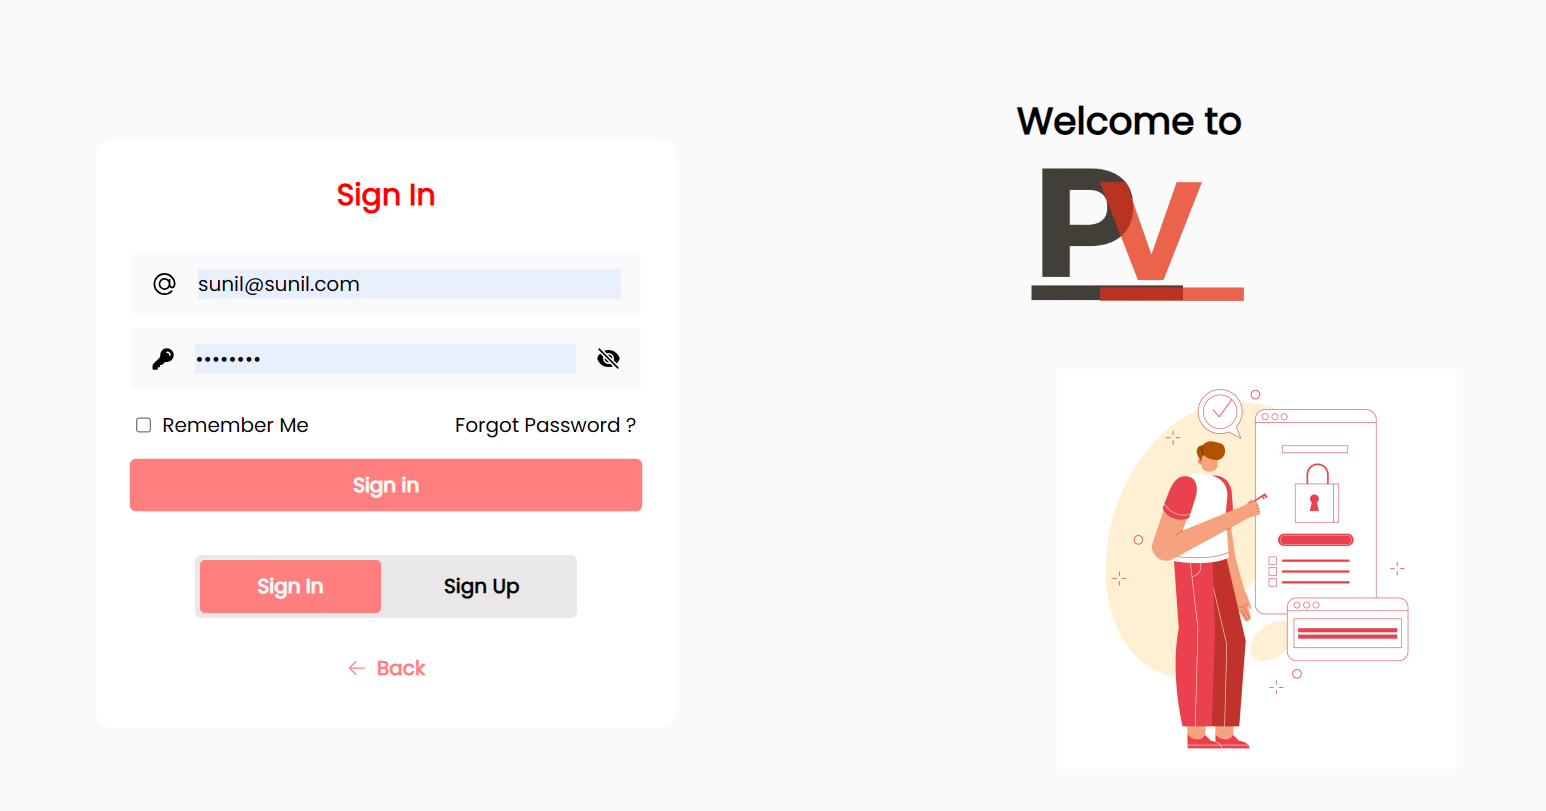 Sign In
sunil@sunil.com
••••••••
Remember Me
Forgot Password ?
Sign in
Sign In
Sign Up
← Back
Welcome to
PV